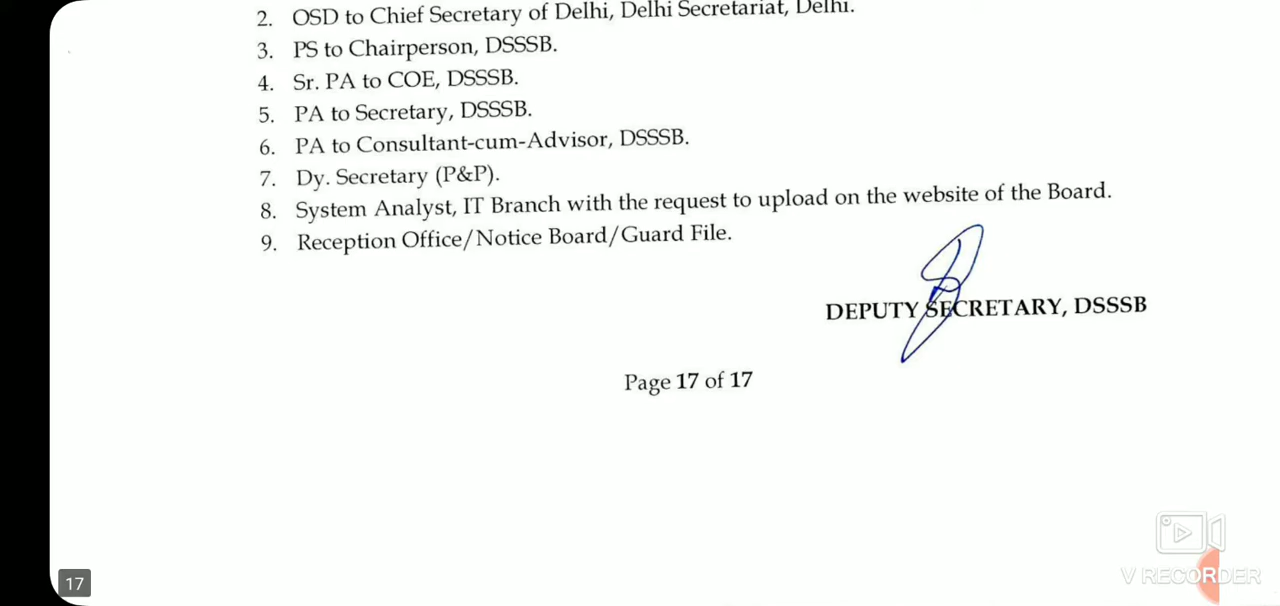 2. OSD to Chief Secretary of Delhi, Delhi Secretariat, Delhi.
3. PS to Chairperson, DSSSB.
4. Sr. PA to COE, DSSSB.
5. PA to Secretary, DSSSB.
6. PA to Consultant-cum-Advisor, DSSSB.
7. Dy. Secretary (P&P).
8. System Analyst, IT Branch with the request to upload on the website of the Board.
9. Reception Office/Notice Board/Guard File.
DEPUTY SECRETARY, DSSSB
Page 17 of 17
17
V RECORDER